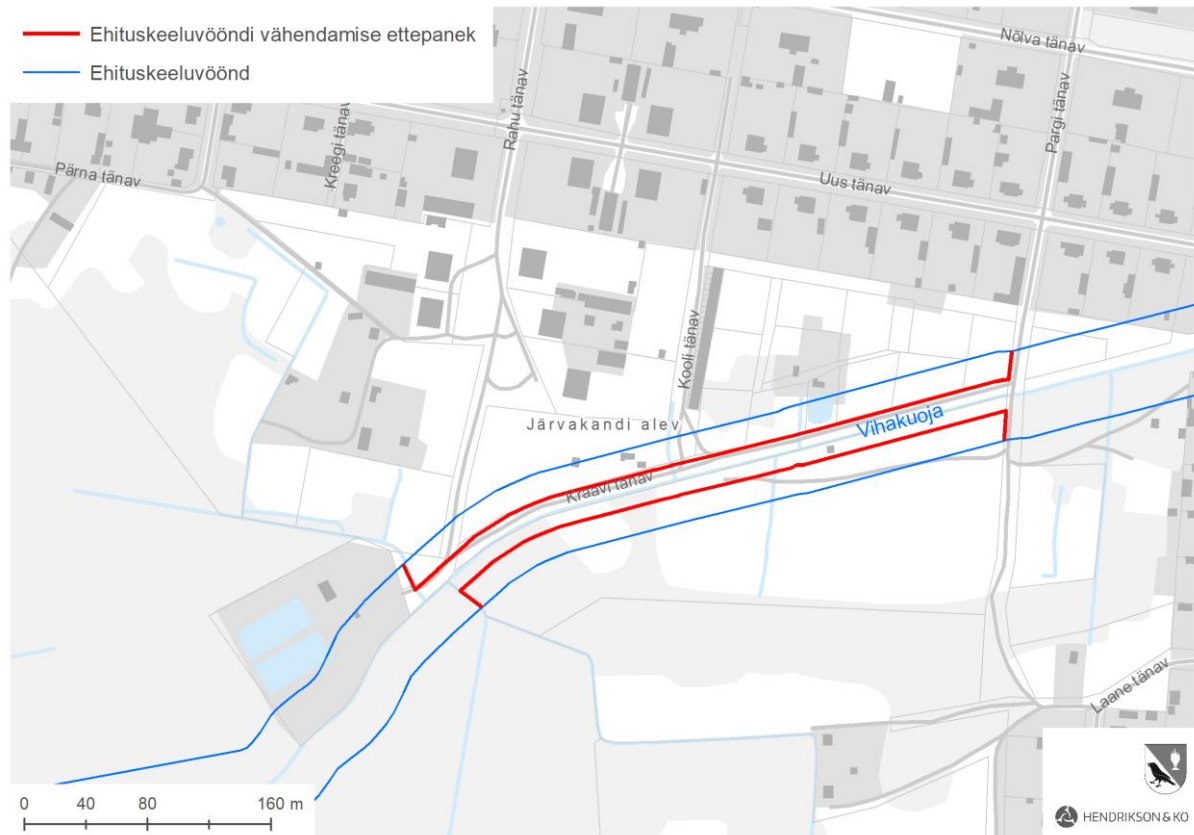 Ehituskeeluvööndi vähendamise ettepanek
Ehituskeeluvöönd
Nõlva tänav
Rahu tänav
Pargi tänav
Kreegi tänav
Pärna tänav
Uus tänav
Kooli tänav
Järvakandi alev
Vihakuoja
Kraavi tänav
Laane tänav
0 40 80 160 m
HENDRIKSON & KO